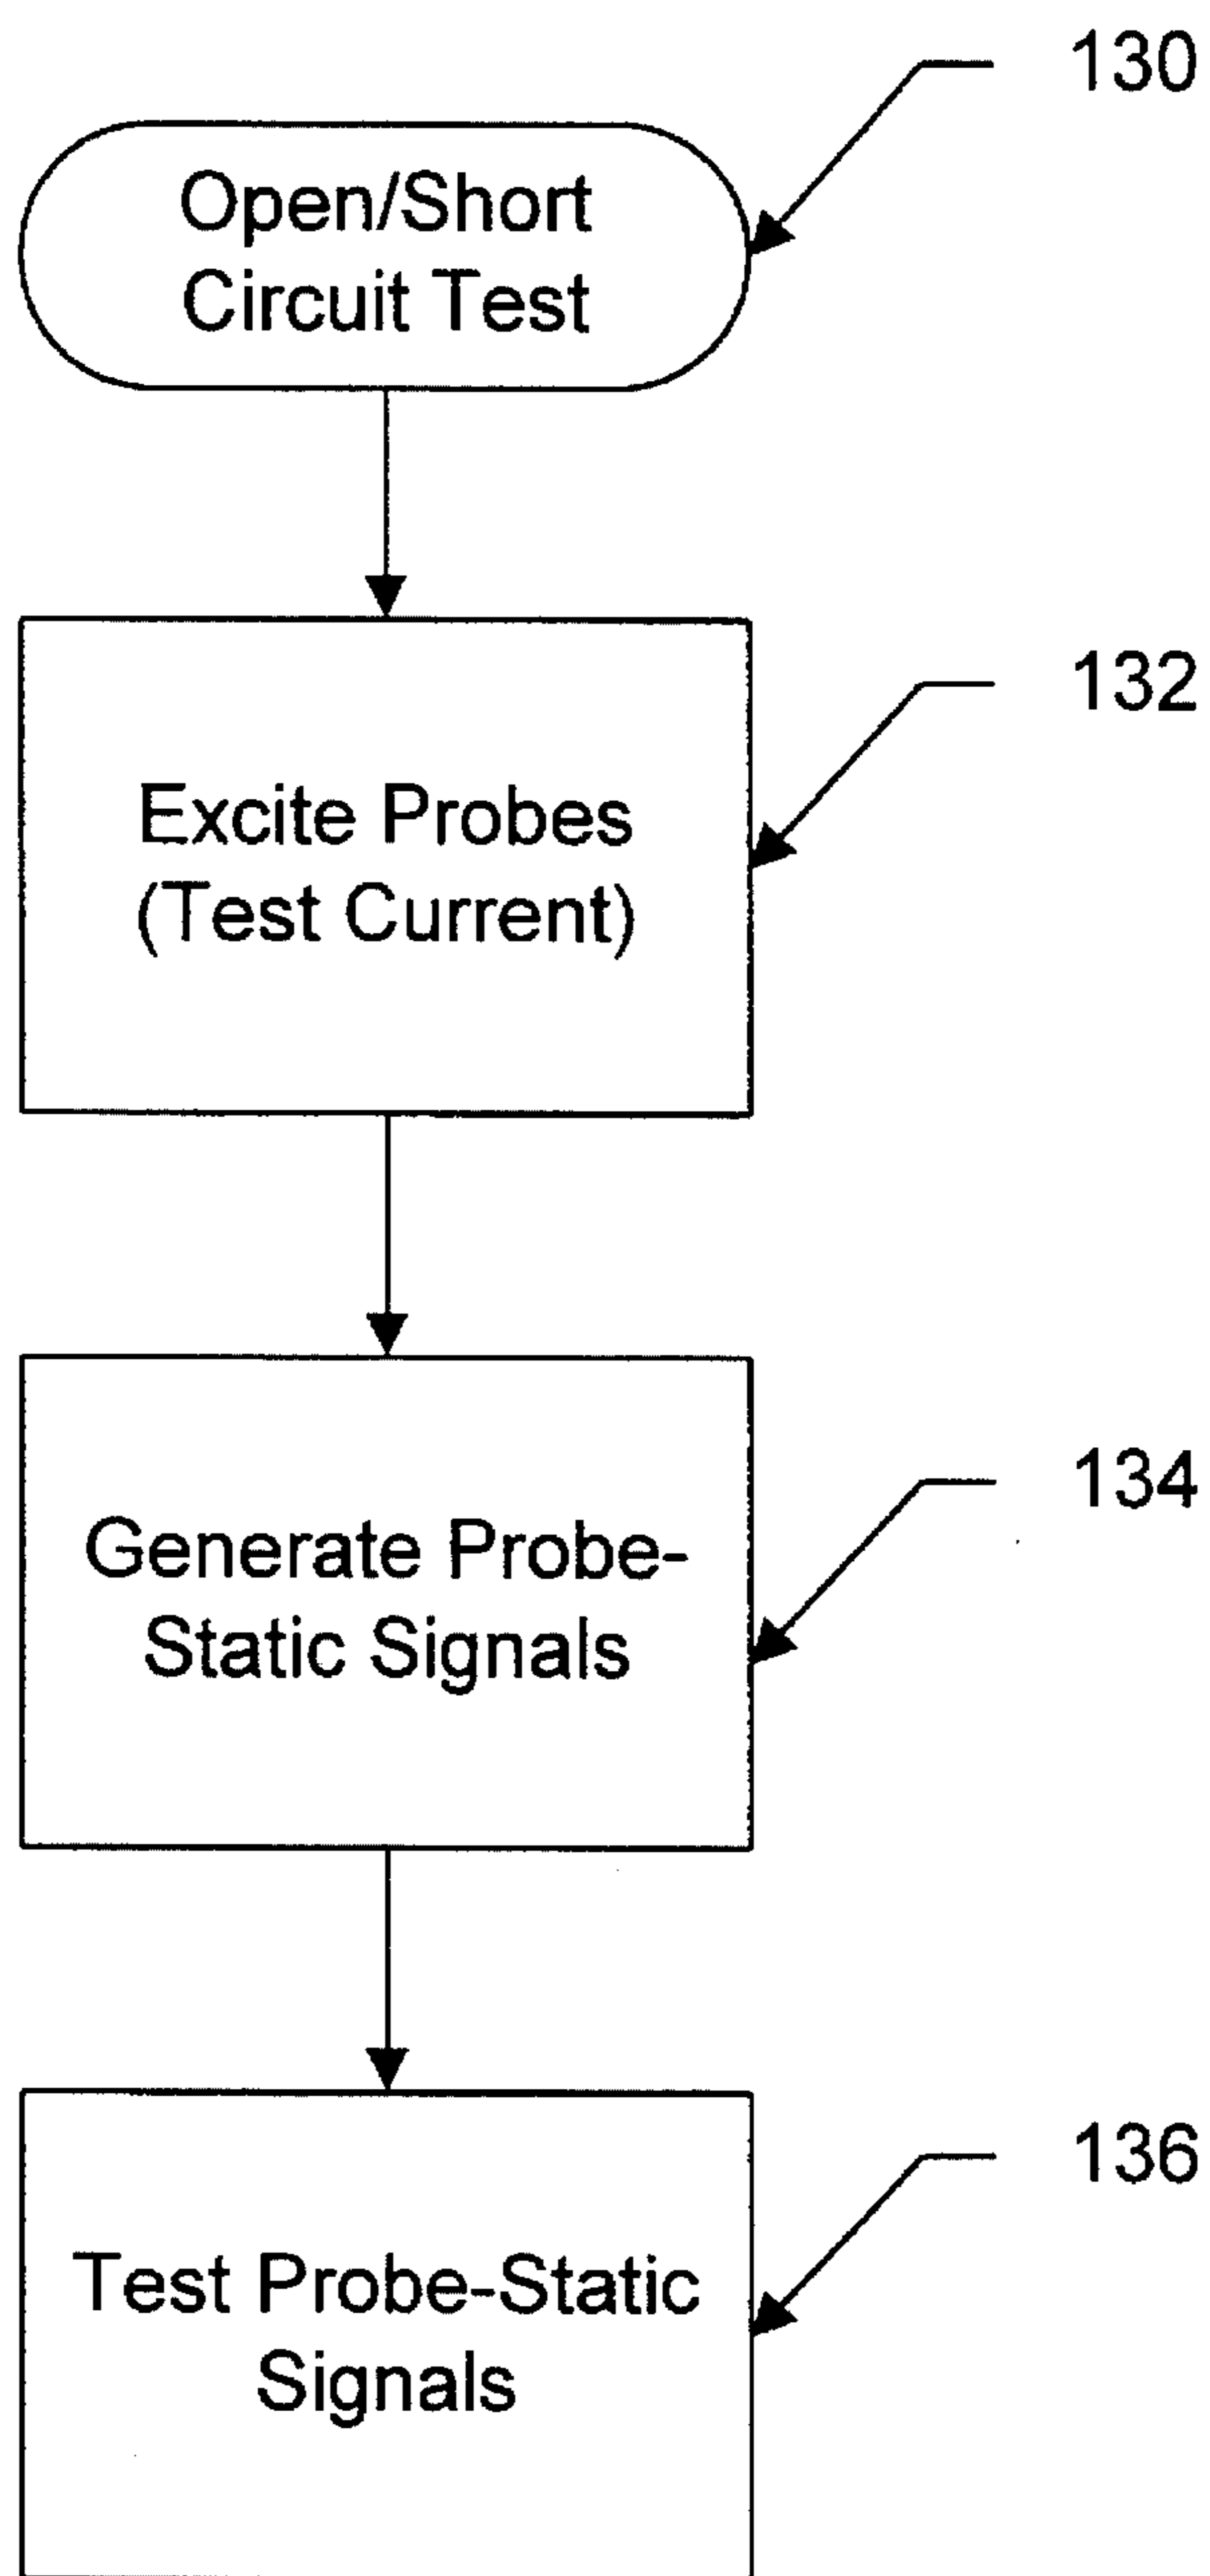 130
Open/Short
Circuit Test
132
Excite Probes
(Test Current)
134
Generate Probe-
Static Signals
136
Test Probe-Static
Signals